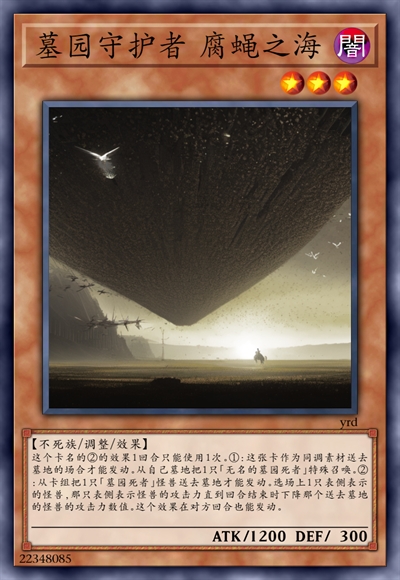 墓园守护者 腐蝇之海
闇
yrd
【不死族/调整/效果】
这个卡名的②的效果1回合只能使用1次。①:这张卡作为同调素材送去
墓地的场合才能发动。从自己墓地把1只「无名的墓园死者」特殊召唤。②
:从卡组把1只「墓园死者」怪兽送去墓地才能发动。选场上1只表侧表示
的怪兽,那只表侧表示怪兽的攻击力直到回合结束时下降那个送去墓地
的怪兽的攻击力数值。这个效果在对方回合也能发动。
ATK/1200 DEF/ 300
22348085